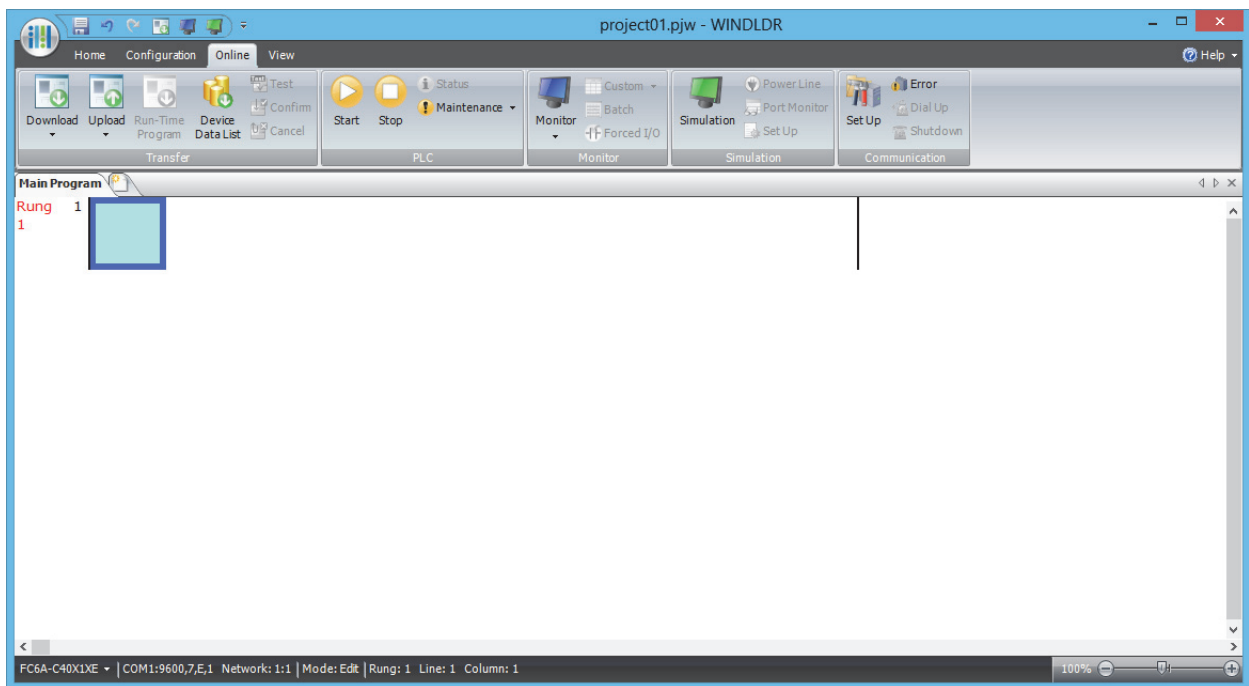 project01.pjw - WINDLDR
Home Configuration Online View Help
Download Upload Run-Time Program Device Data List Test Confirm Cancel
Transfer
Start Stop Status Maintenance
PLC
Monitor Custom Batch Forced I/O
Monitor
Simulation Power Line Port Monitor Set Up
Simulation
Set Up Error Dial Up Shutdown
Communication
Main Program
Rung 1
1
FC6A-C40X1XE COM1:9600,7,E,1 Network: 1:1 Mode: Edit Rung: 1 Line: 1 Column: 1 100%